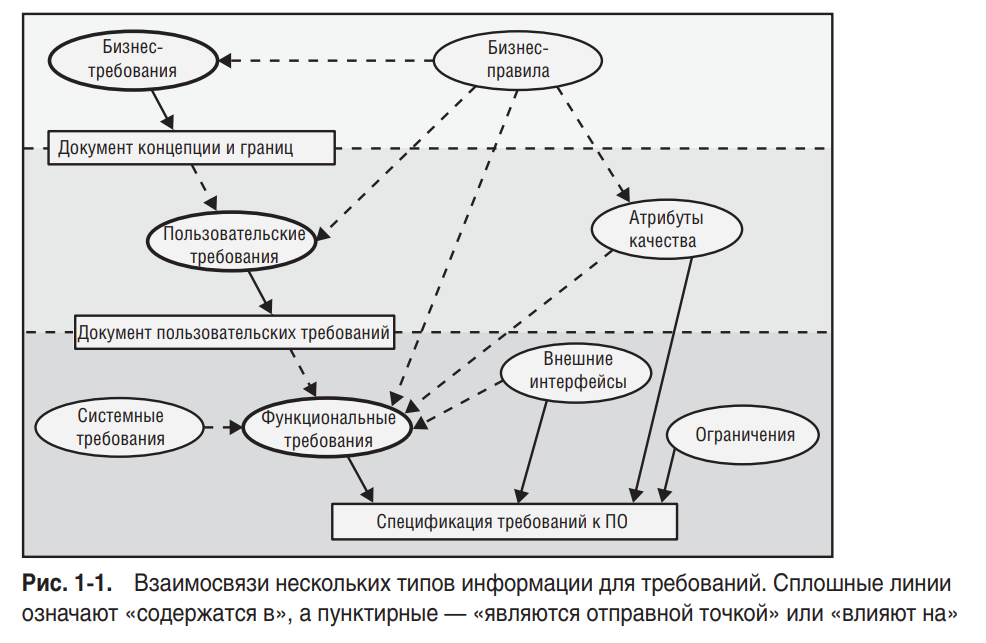 Бизнес-
требования
Бизнес-
правила
Документ концепции и границ
Пользовательские
требования
Атрибуты
качества
Документ пользовательских требований
Внешние
интерфейсы
Системные
требования
Функциональные
требования
Ограничения
Спецификация требований к ПО
Рис. 1-1. Взаимосвязи нескольких типов информации для требований. Сплошные линии
означают «содержатся в», а пунктирные — «являются отправной точкой» или «влияют на»